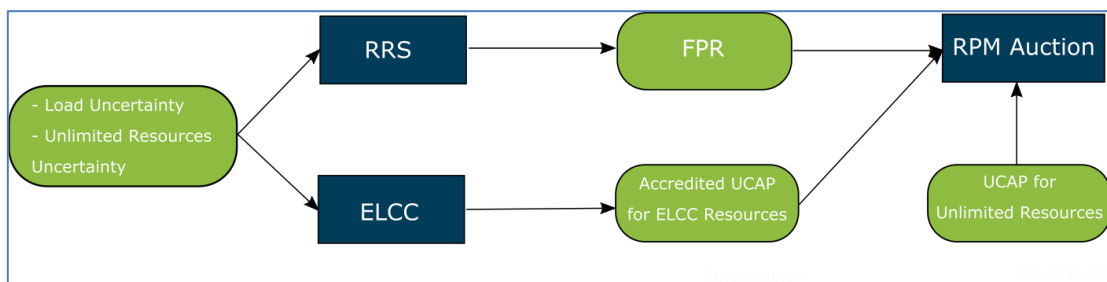 RRS
FPR
RPM Auction
- Load Uncertainty
- Unlimited Resources
Uncertainty
ELCC
Accredited UCAP
for ELCC Resources
UCAP for
Unlimited Resources